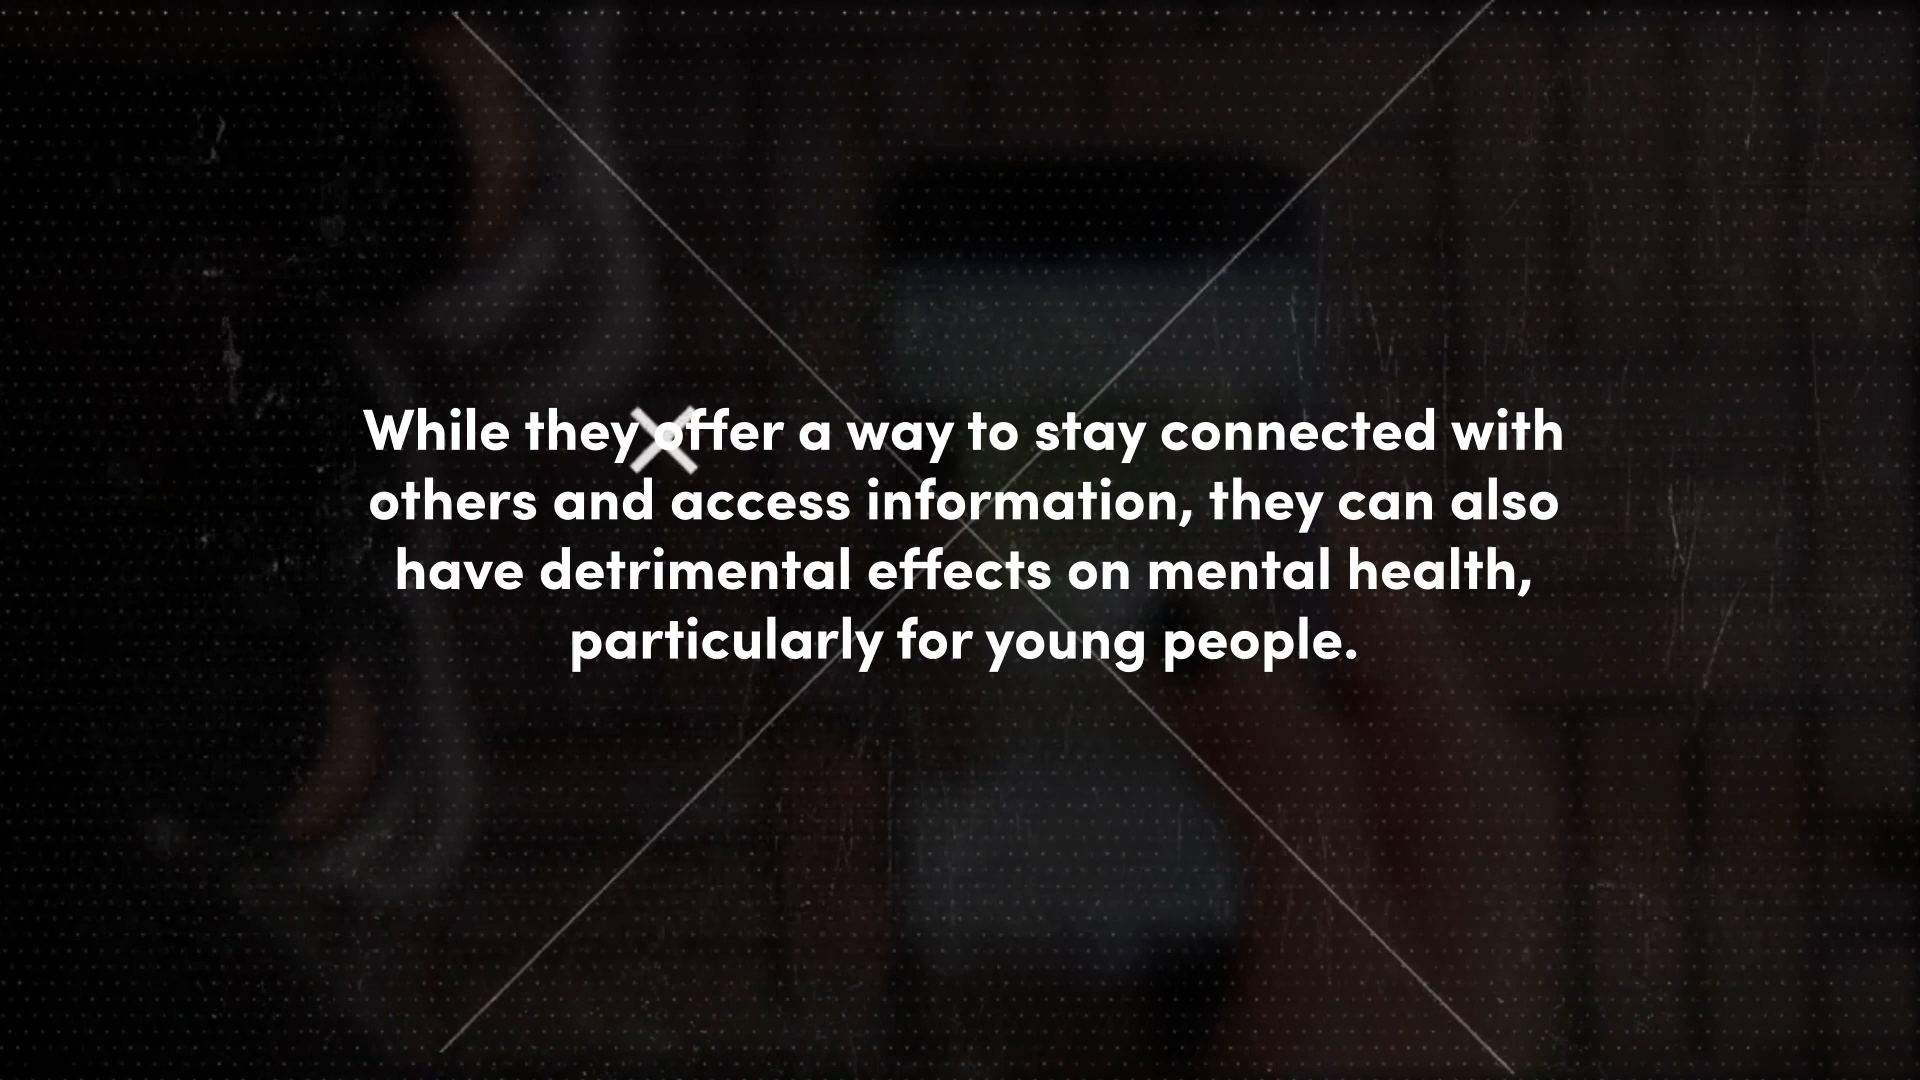 While they offer a way to stay connected with
others and access information, they can also
have detrimental effects on mental health,
particularly for young people.